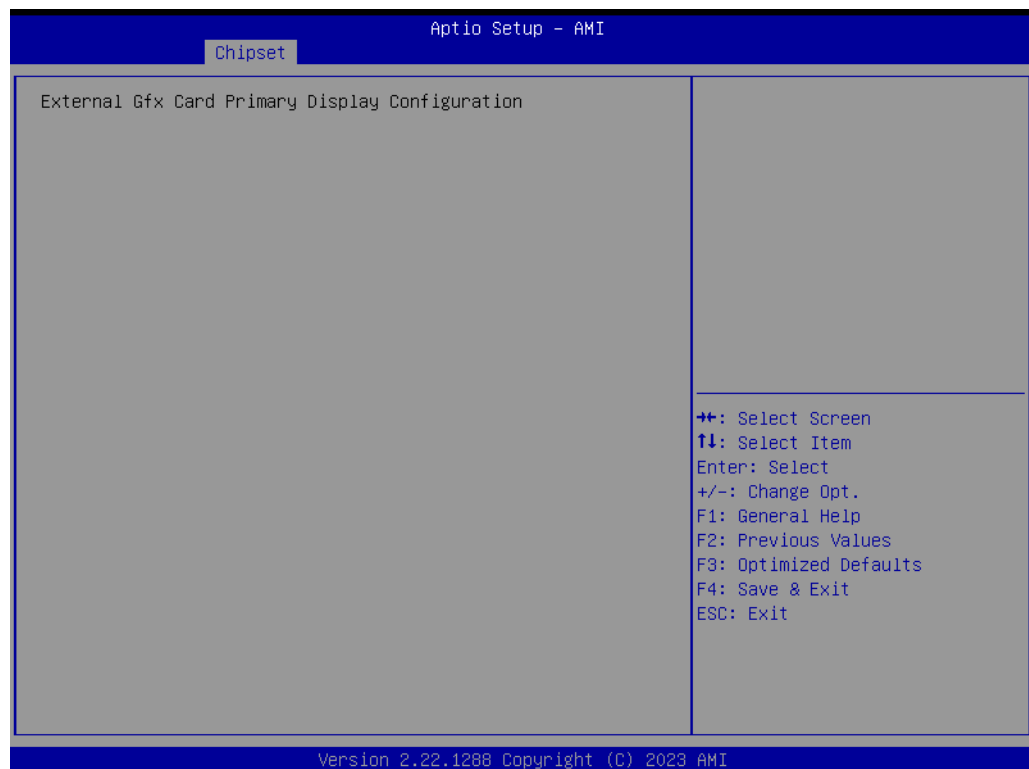 Aptio Setup – AMI
Chipset
External Gfx Card Primary Display Configuration
→←: Select Screen
↑↓: Select Item
Enter: Select
+/-: Change Opt.
F1: General Help
F2: Previous Values
F3: Optimized Defaults
F4: Save & Exit
ESC: Exit
Version 2.22.1288 Copyright (C) 2023 AMI